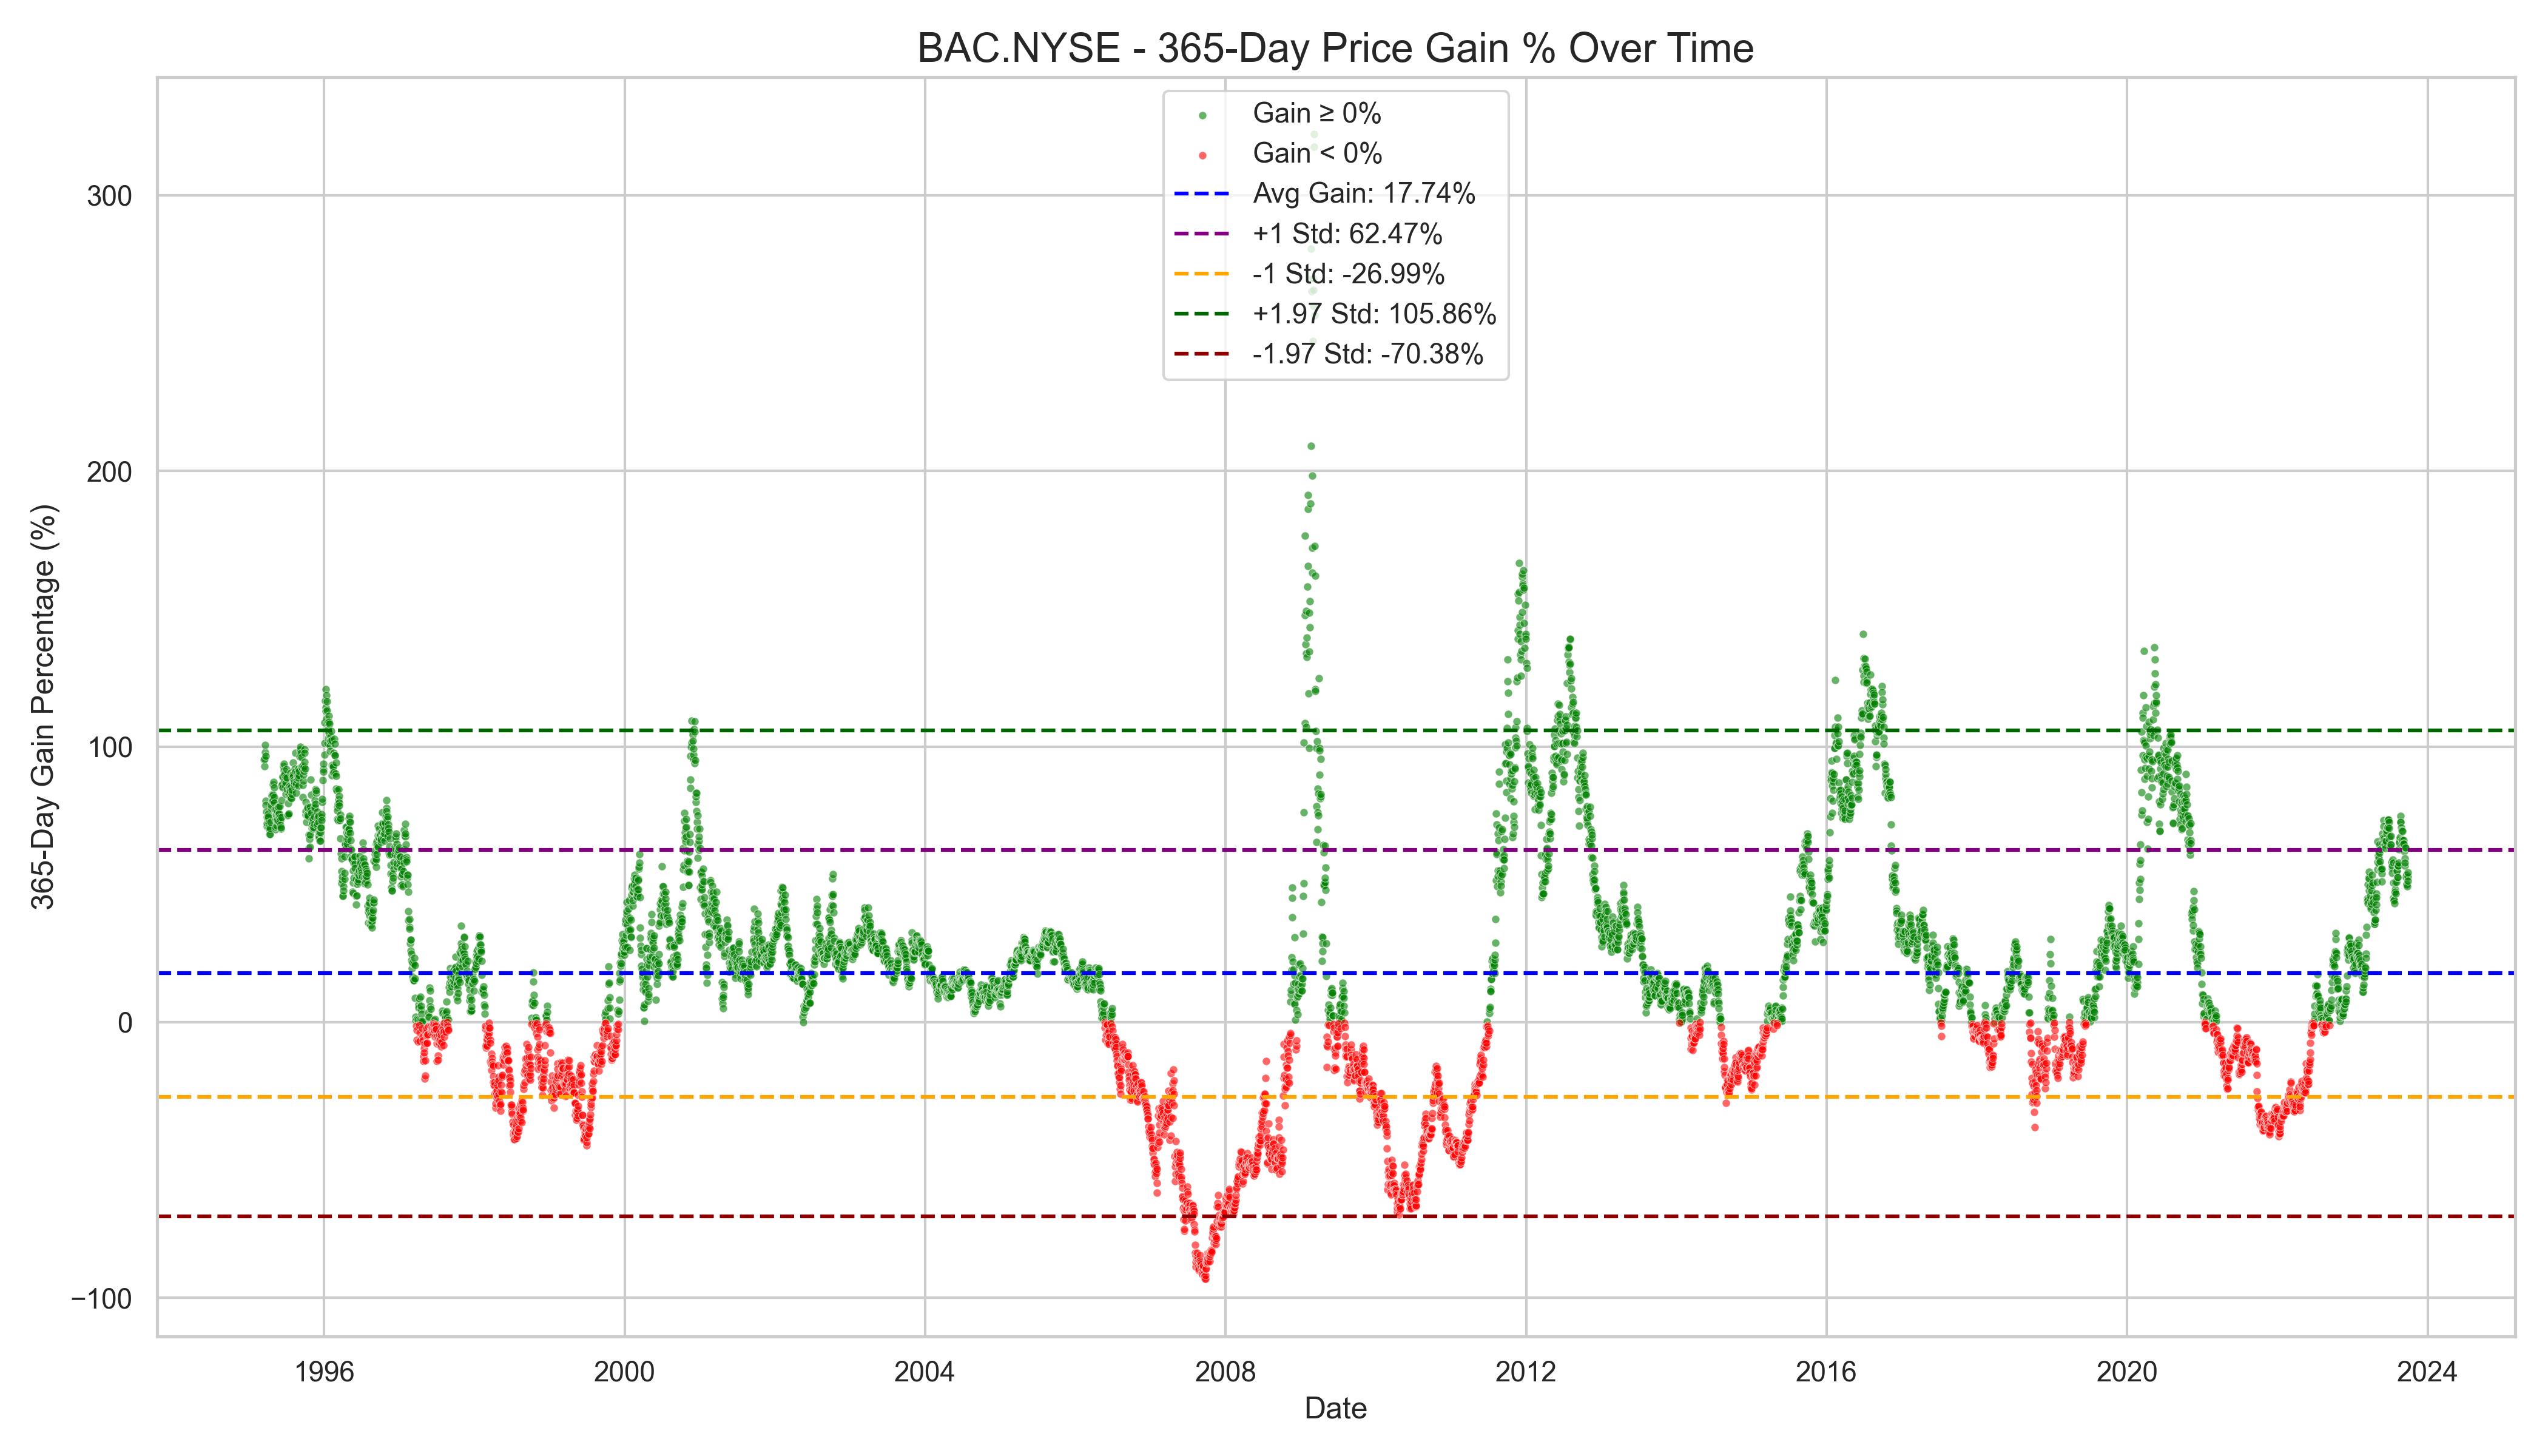 BAC.NYSE - 365-Day Price Gain % Over Time
Gain ≥ 0%
Gain < 0%
Avg Gain: 17.74%
+1 Std: 62.47%
-1 Std: -26.99%
+1.97 Std: 105.86%
-1.97 Std: -70.38%
365-Day Gain Percentage (%)
300
200
100
0
−100
1996 2000 2004 2008 2012 2016 2020 2024
Date